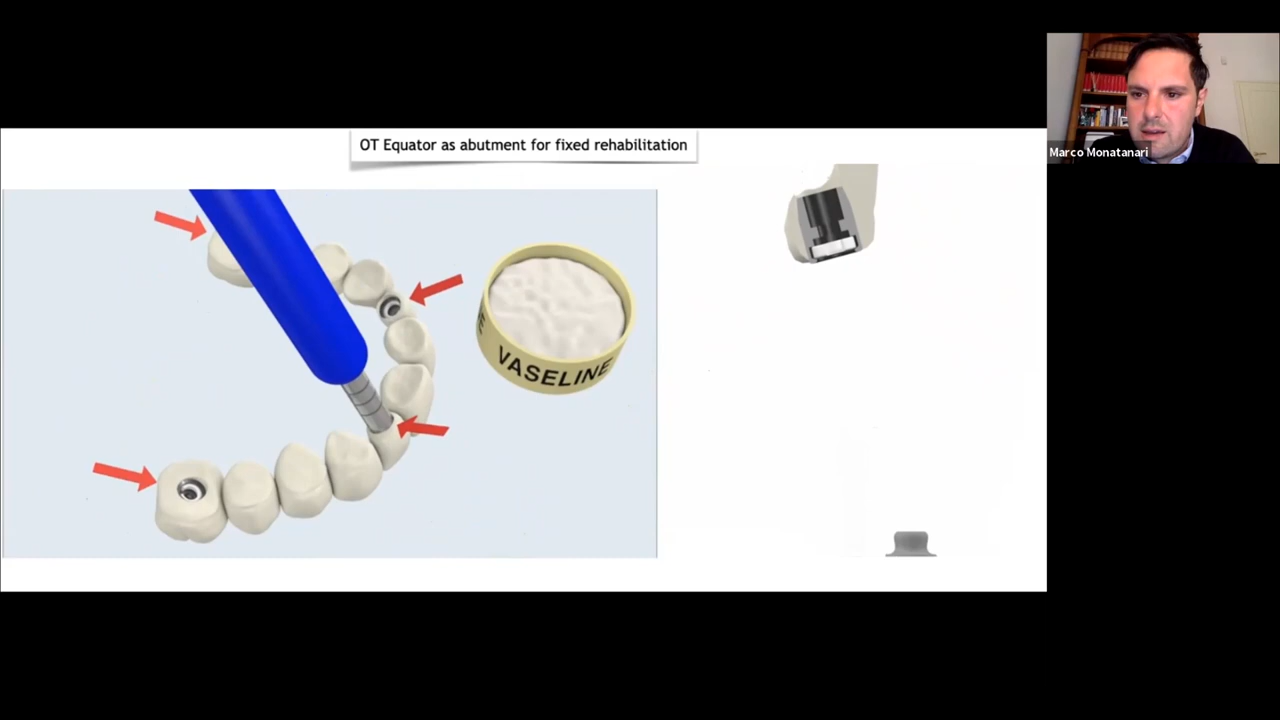 OT Equator as abutment for fixed rehabilitation
Marco Monatanari
VASELINE